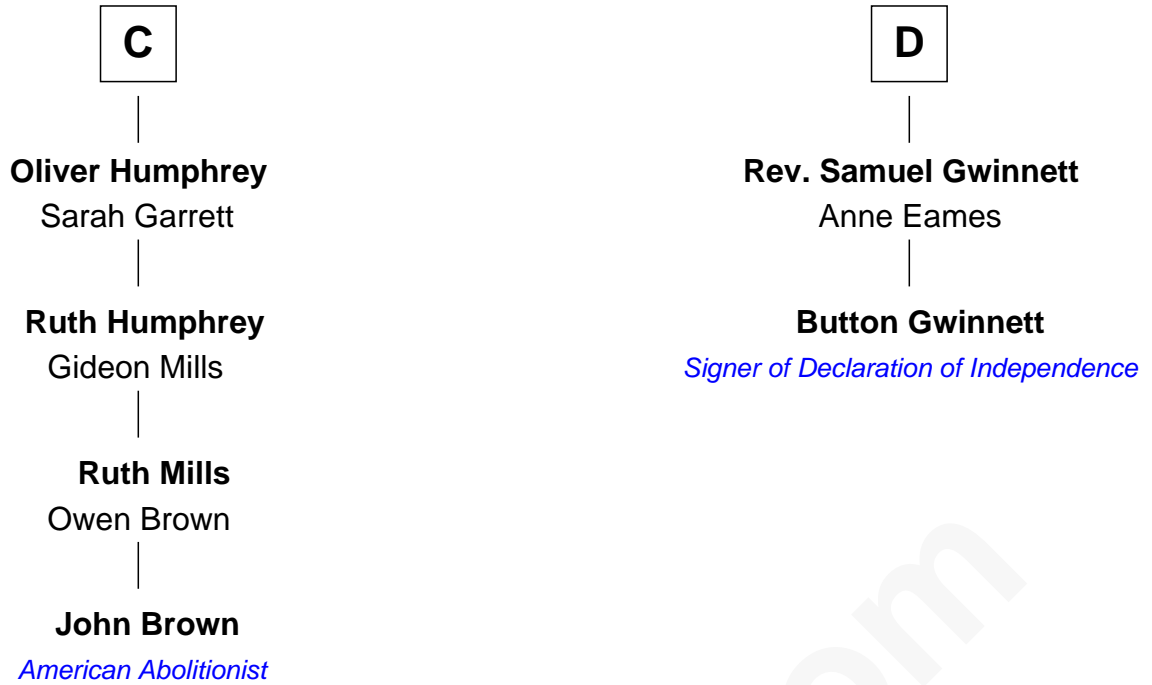 C
Oliver Humphrey
Sarah Garrett
Ruth Humphrey
Gideon Mills
Ruth Mills
Owen Brown
John Brown
American Abolitionist
D
Rev. Samuel Gwinnett
Anne Eames
Button Gwinnett
Signer of Declaration of Independence
om